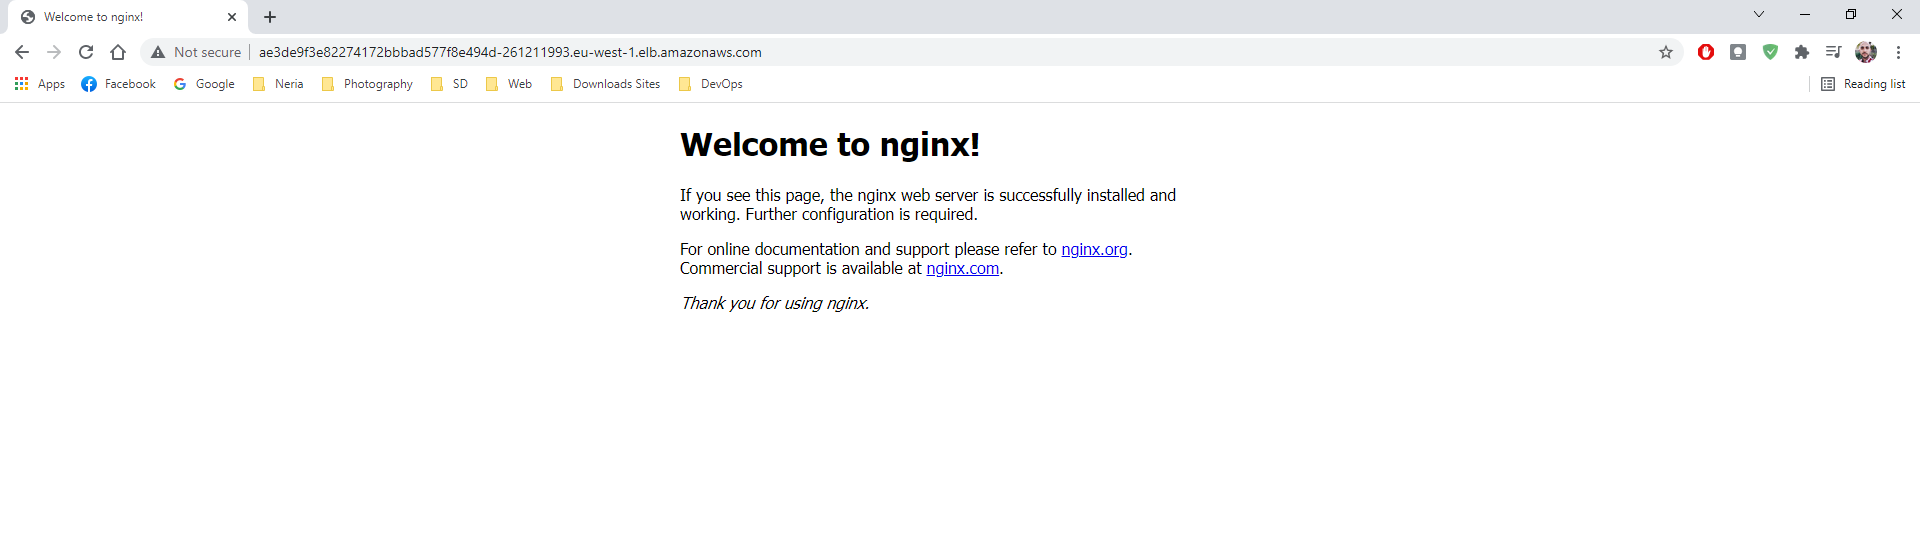 Welcome to nginx!
Not secure ae3de9f3e82274172bbbad577f8e494d-261211993.eu-west-1.elb.amazonaws.com
Apps Facebook Google Neria Photography SD Web Downloads Sites DevOps Reading list
Welcome to nginx!
If you see this page, the nginx web server is successfully installed and
working. Further configuration is required.
For online documentation and support please refer to nginx.org.
Commercial support is available at nginx.com.
Thank you for using nginx.